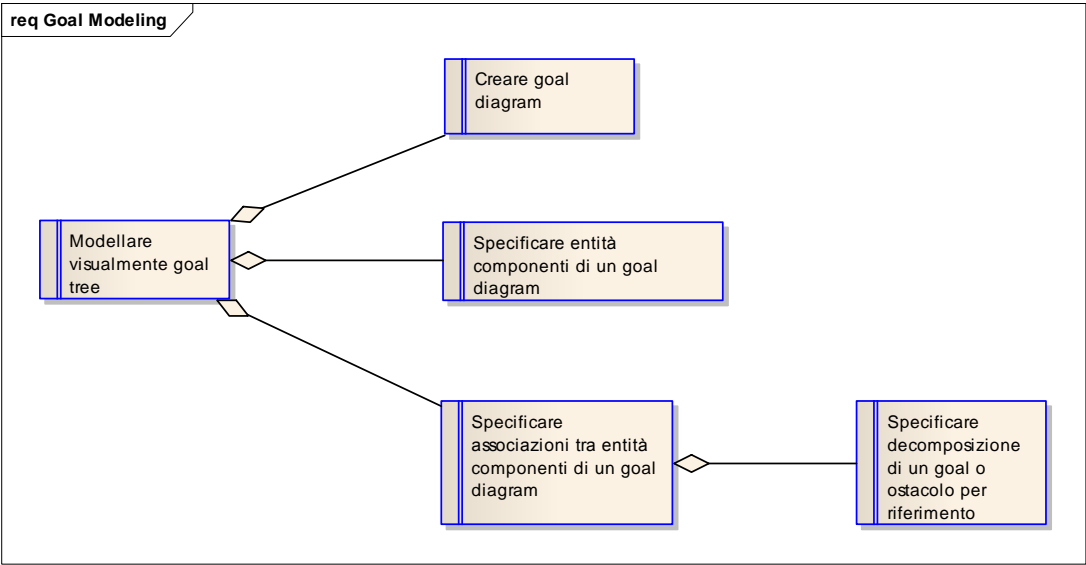 req Goal Modeling
Creare goal
diagram
Modellare
visualmente goal
tree
Specificare entità
componenti di un goal
diagram
Specificare
associazioni tra entità
componenti di un goal
diagram
Specificare
decomposizione
di un goal o
ostacolo per
riferimento